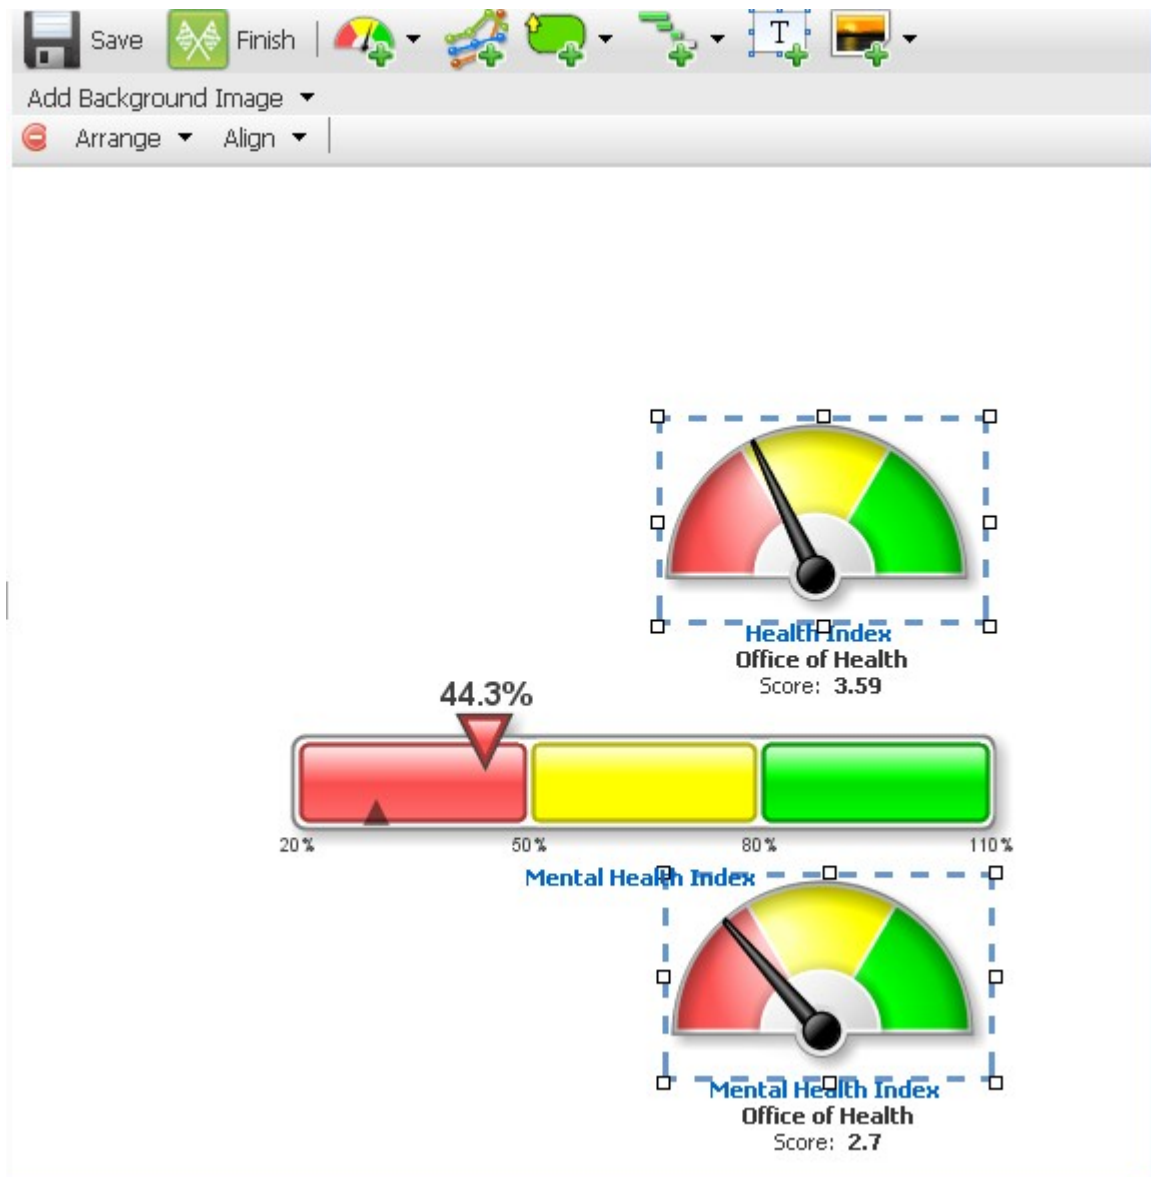 Save Finish T
Add Background Image
Arrange Align
Health Index
Office of Health
Score: 3.59
44.3%
20% 50% 80% 110%
Mental Health Index
Mental Health Index
Office of Health
Score: 2.7